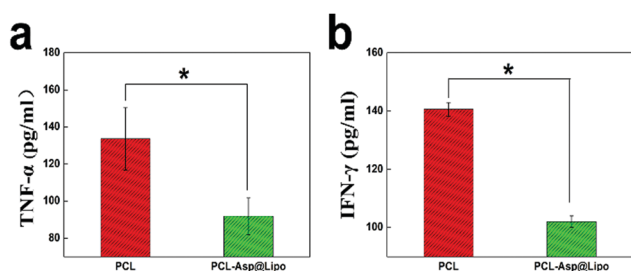 a
TNF-α (pg/ml)
180
160
140
120
100
80
*
PCL
PCL-Asp@Lipo
b
IFN-γ (pg/ml)
160
140
120
100
*
PCL
PCL-Asp@Lipo